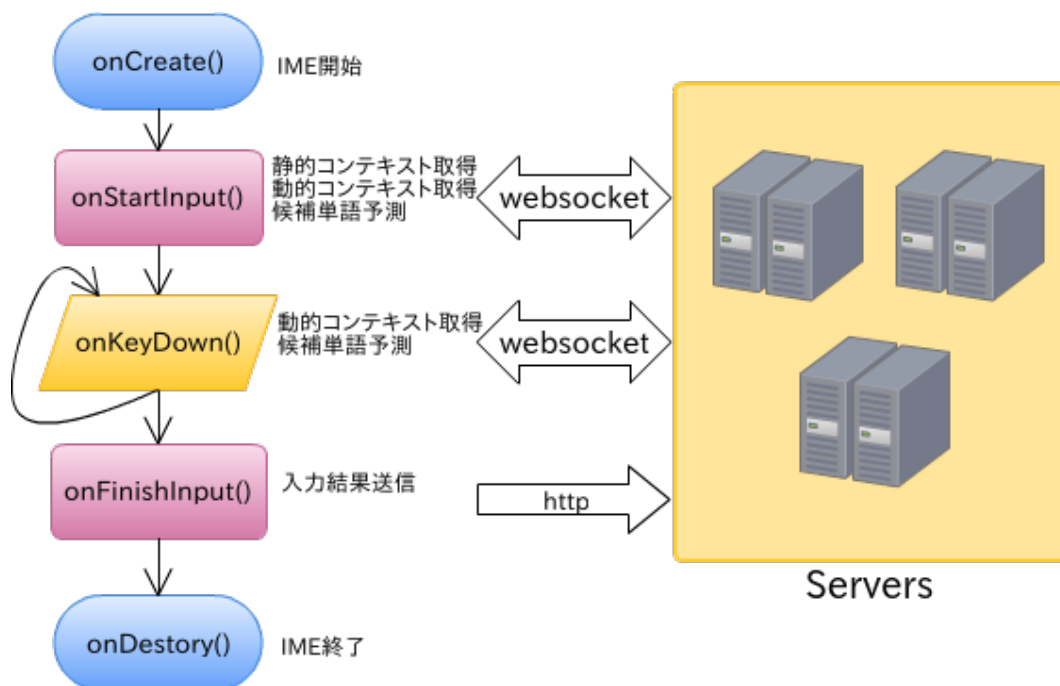 onCreate()
IME開始
onStartInput()
静的コンテキスト取得
動的コンテキスト取得
候補単語予測
websocket
onKeyDown()
動的コンテキスト取得
候補単語予測
websocket
onFinishInput()
入力結果送信
http
Servers
onDestory()
IME終了